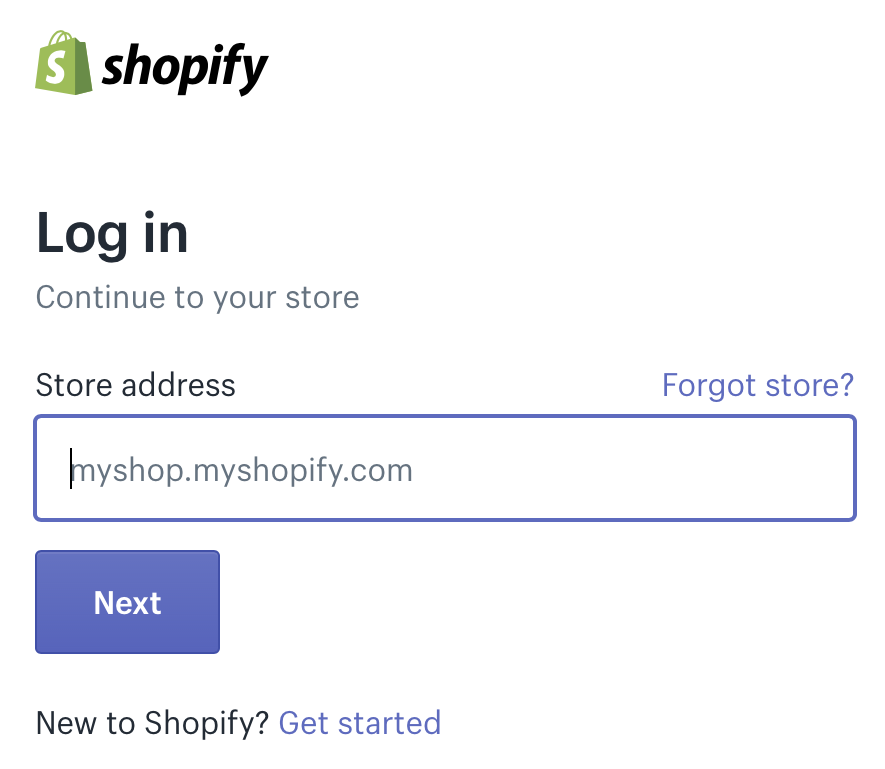 shopify
Log in
Continue to your store
Store address Forgot store?
myshop.myshopify.com
Next
New to Shopify? Get started